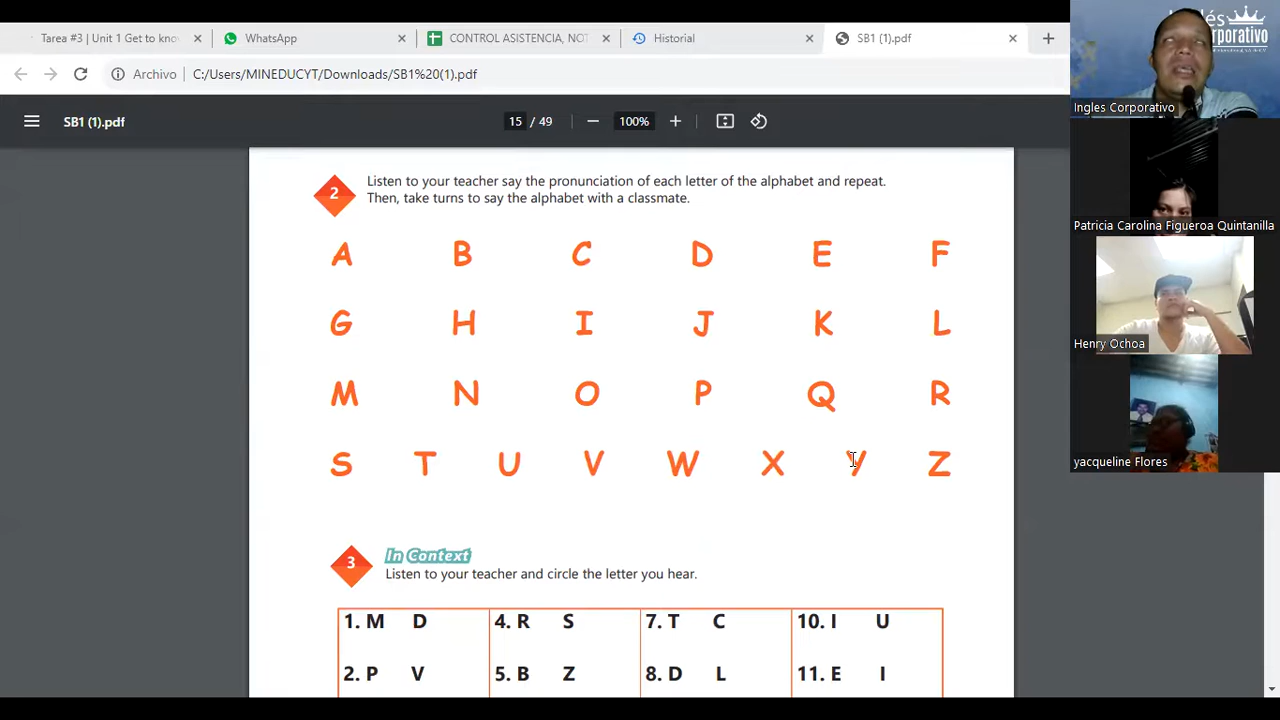 Tarea #3 | Unit 1 Get to kno
WhatsApp
CONTROL ASISTENCIA, NOT
Historial
SB1 (1).pdf
Archivo
C:/Users/MINEDUCYT/Downloads/SB1%20(1).pdf
SB1 (1).pdf
15 / 49
100%
2
Listen to your teacher say the pronunciation of each letter of the alphabet and repeat.
Then, take turns to say the alphabet with a classmate.
A B C D E F
G H I J K L
M N O P Q R
S T U V W X Y Z
3
In Context
Listen to your teacher and circle the letter you hear.
1. M D 4. R S 7. T C 10. I U
2. P V 5. B Z 8. D L 11. E I
Ingles Corporativo
Patricia Carolina Figueroa Quintanilla
Henry Ochoa
yacqueline Flores